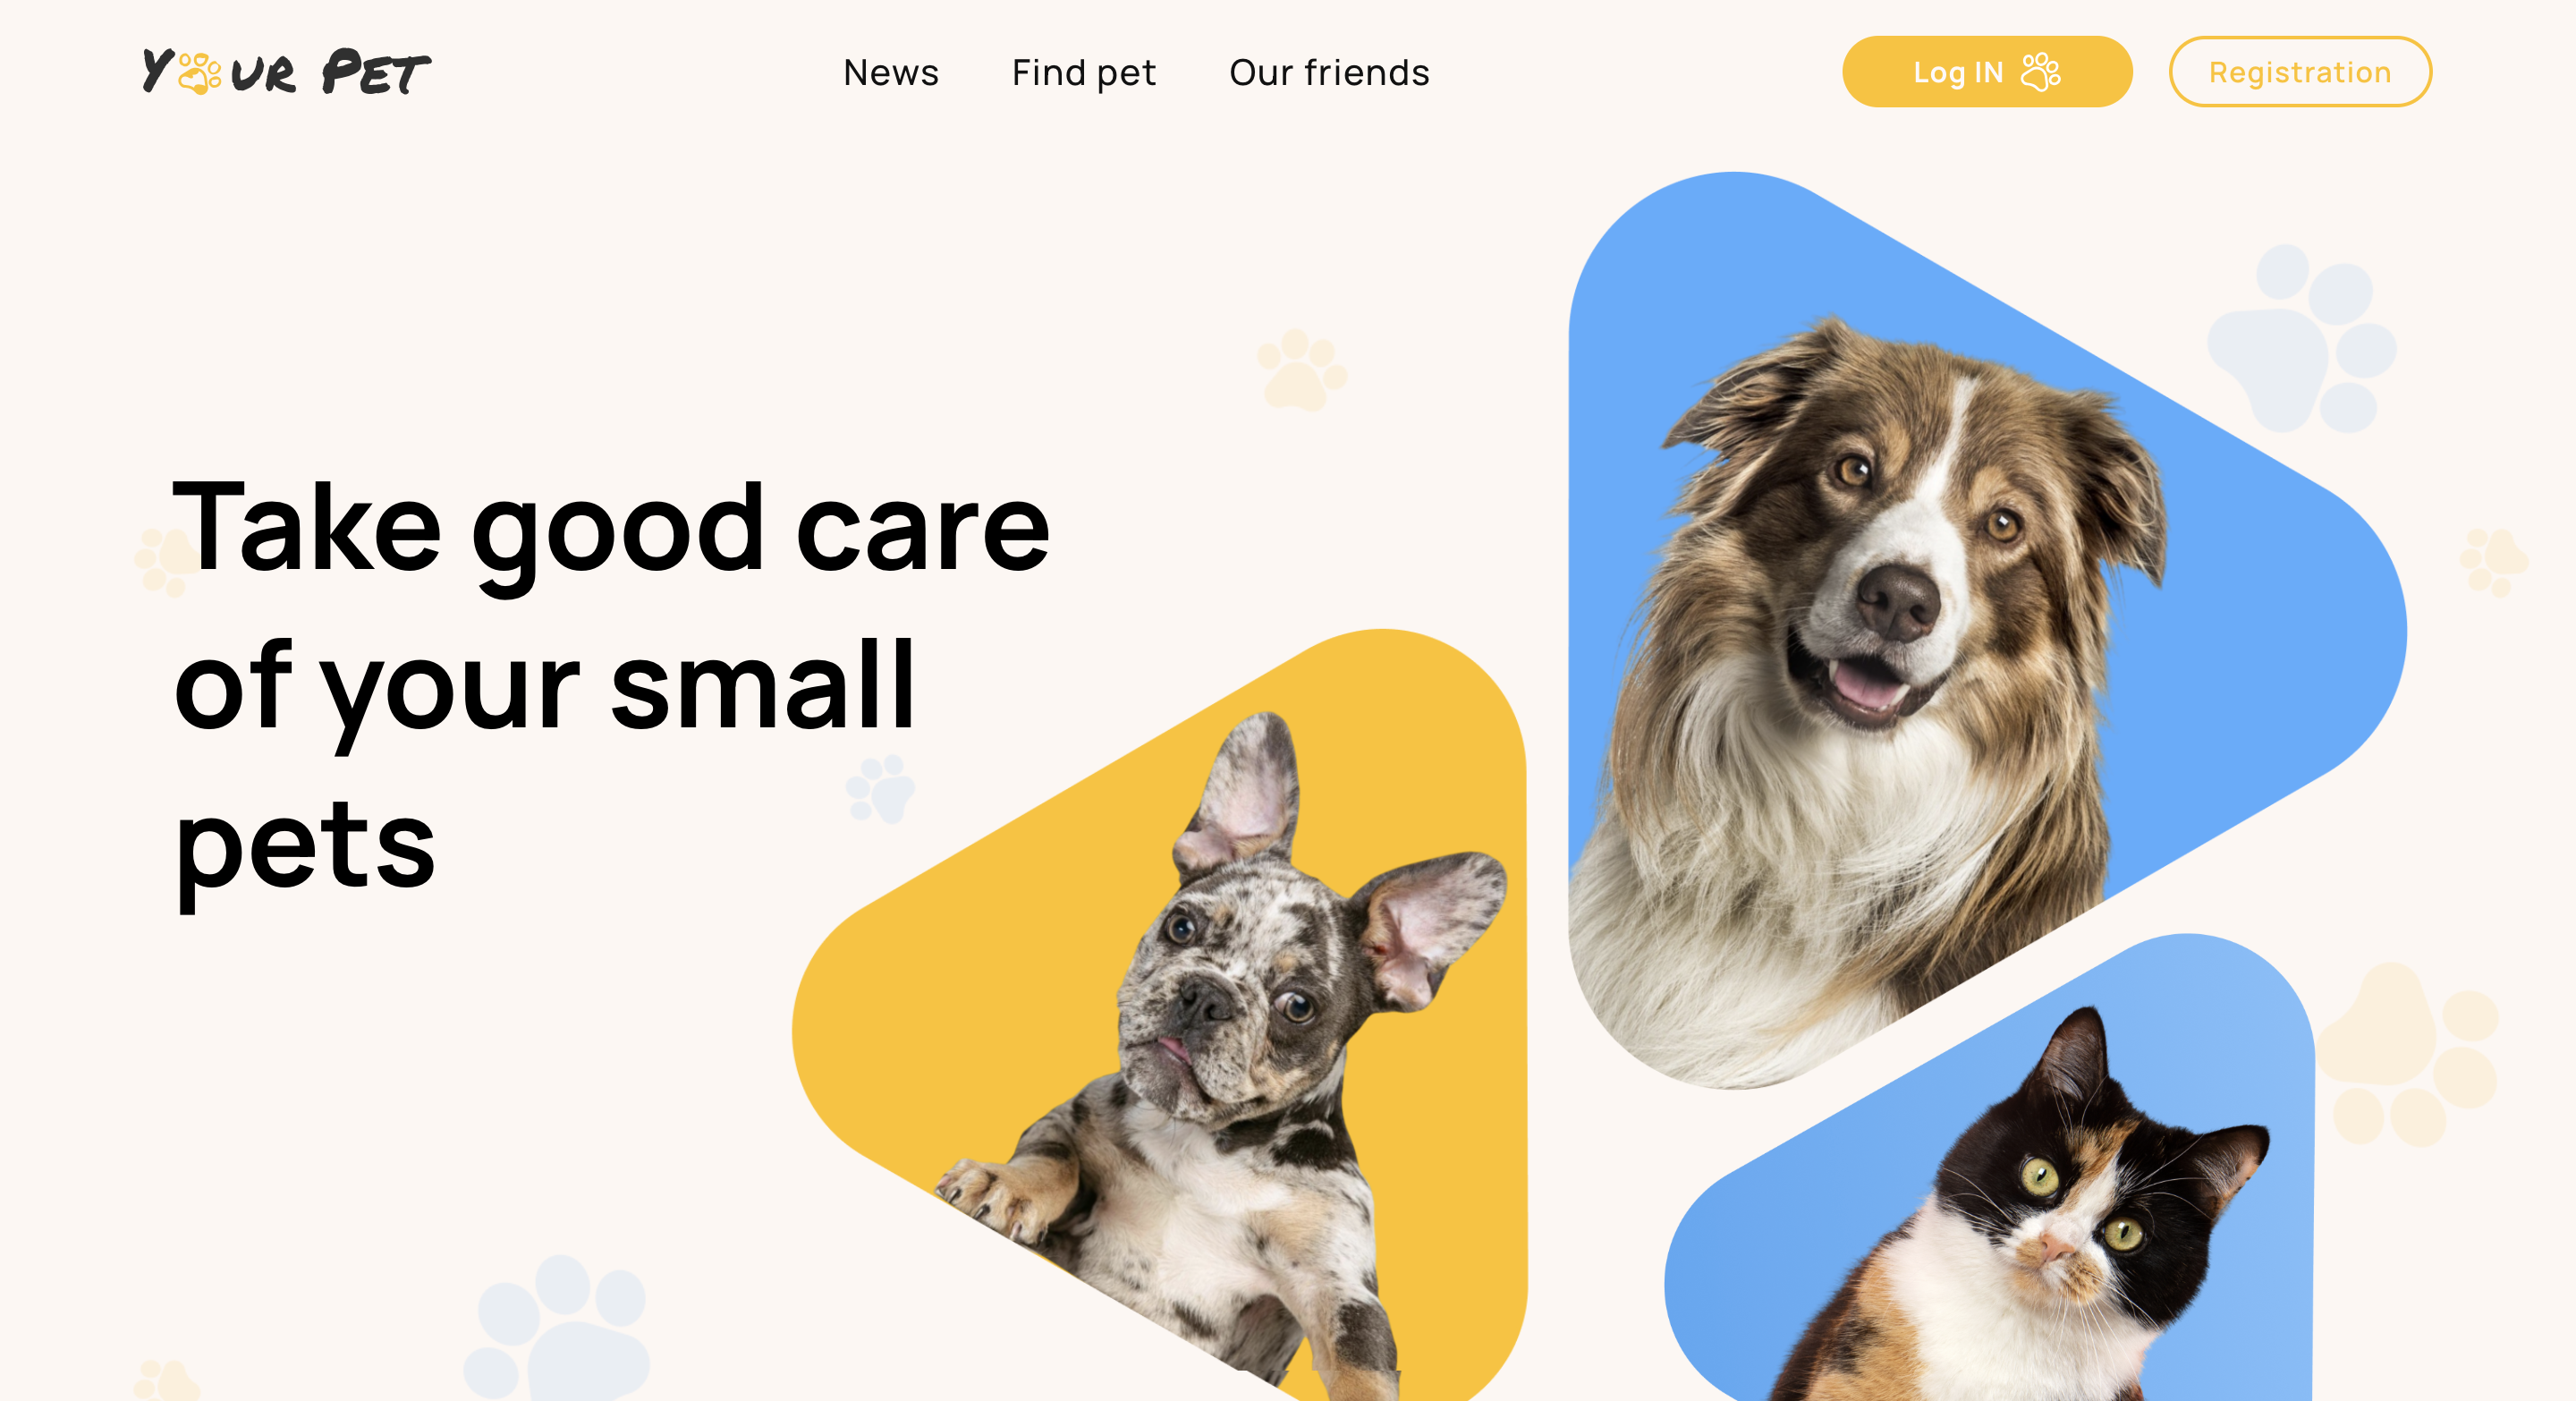 Your Pet
News
Find pet
Our friends
Log IN
Registration
Take good care
of your small
pets